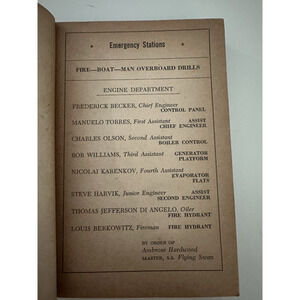 Emergency Stations
FIRE—BOAT—MAN OVERBOARD DRILLS
ENGINE DEPARTMENT
FREDERICK BECKER, Chief Engineer
CONTROL PANEL
MANUELO TORRES, First Assistant ASSIST
CHIEF ENGINEER
CHARLES OLSON, Second Assistant
BOILER CONTROL
BOB WILLIAMS, Third Assistant GENERATOR
PLATFORM
NICOLAI KARENKOV, Fourth Assistant
EVAPORATOR
FLATS
STEVE HARVIK, Junior Engineer ASSIST
SECOND ENGINEER
THOMAS JEFFERSON DI ANGELO, Oiler
FIRE HYDRANT
LOUIS BERKOWITZ, Fireman FIRE HYDRANT
BY ORDER OF
Ambrose Hardwood
MASTER, S.S. Flying Swan